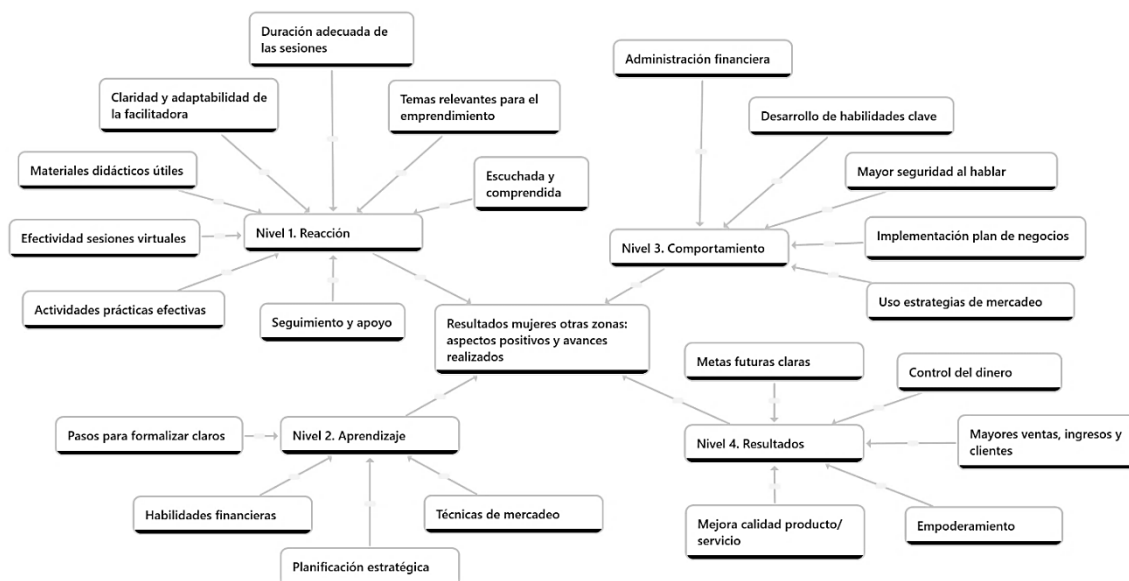 Duración adecuada de
las sesiones
Administración financiera
Claridad y adaptabilidad de
la facilitadora
Temas relevantes para el
emprendimiento
Desarrollo de habilidades clave
Materiales didácticos útiles
Escuchada y
comprendida
Mayor seguridad al hablar
Efectividad sesiones virtuales
Nivel 1. Reacción
Nivel 3. Comportamiento
Implementación plan de negocios
Actividades prácticas efectivas
Seguimiento y apoyo
Uso estrategias de mercadeo
Resultados mujeres otras zonas:
aspectos positivos y avances
realizados
Metas futuras claras
Control del dinero
Pasos para formalizar claros
Nivel 2. Aprendizaje
Nivel 4. Resultados
Mayores ventas, ingresos y
clientes
Habilidades financieras
Técnicas de mercadeo
Mejora calidad producto/
servicio
Empoderamiento
Planificación estratégica